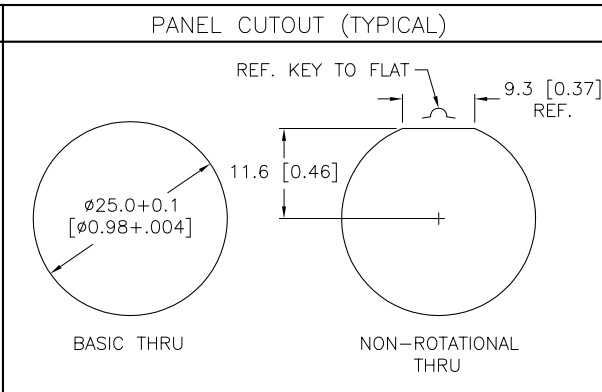 PANEL CUTOUT (TYPICAL)
REF. KEY TO FLAT
9.3 [0.37]
REF.
11.6 [0.46]
ø25.0+0.1
[ø0.98+.004]
BASIC THRU
NON-ROTATIONAL
THRU